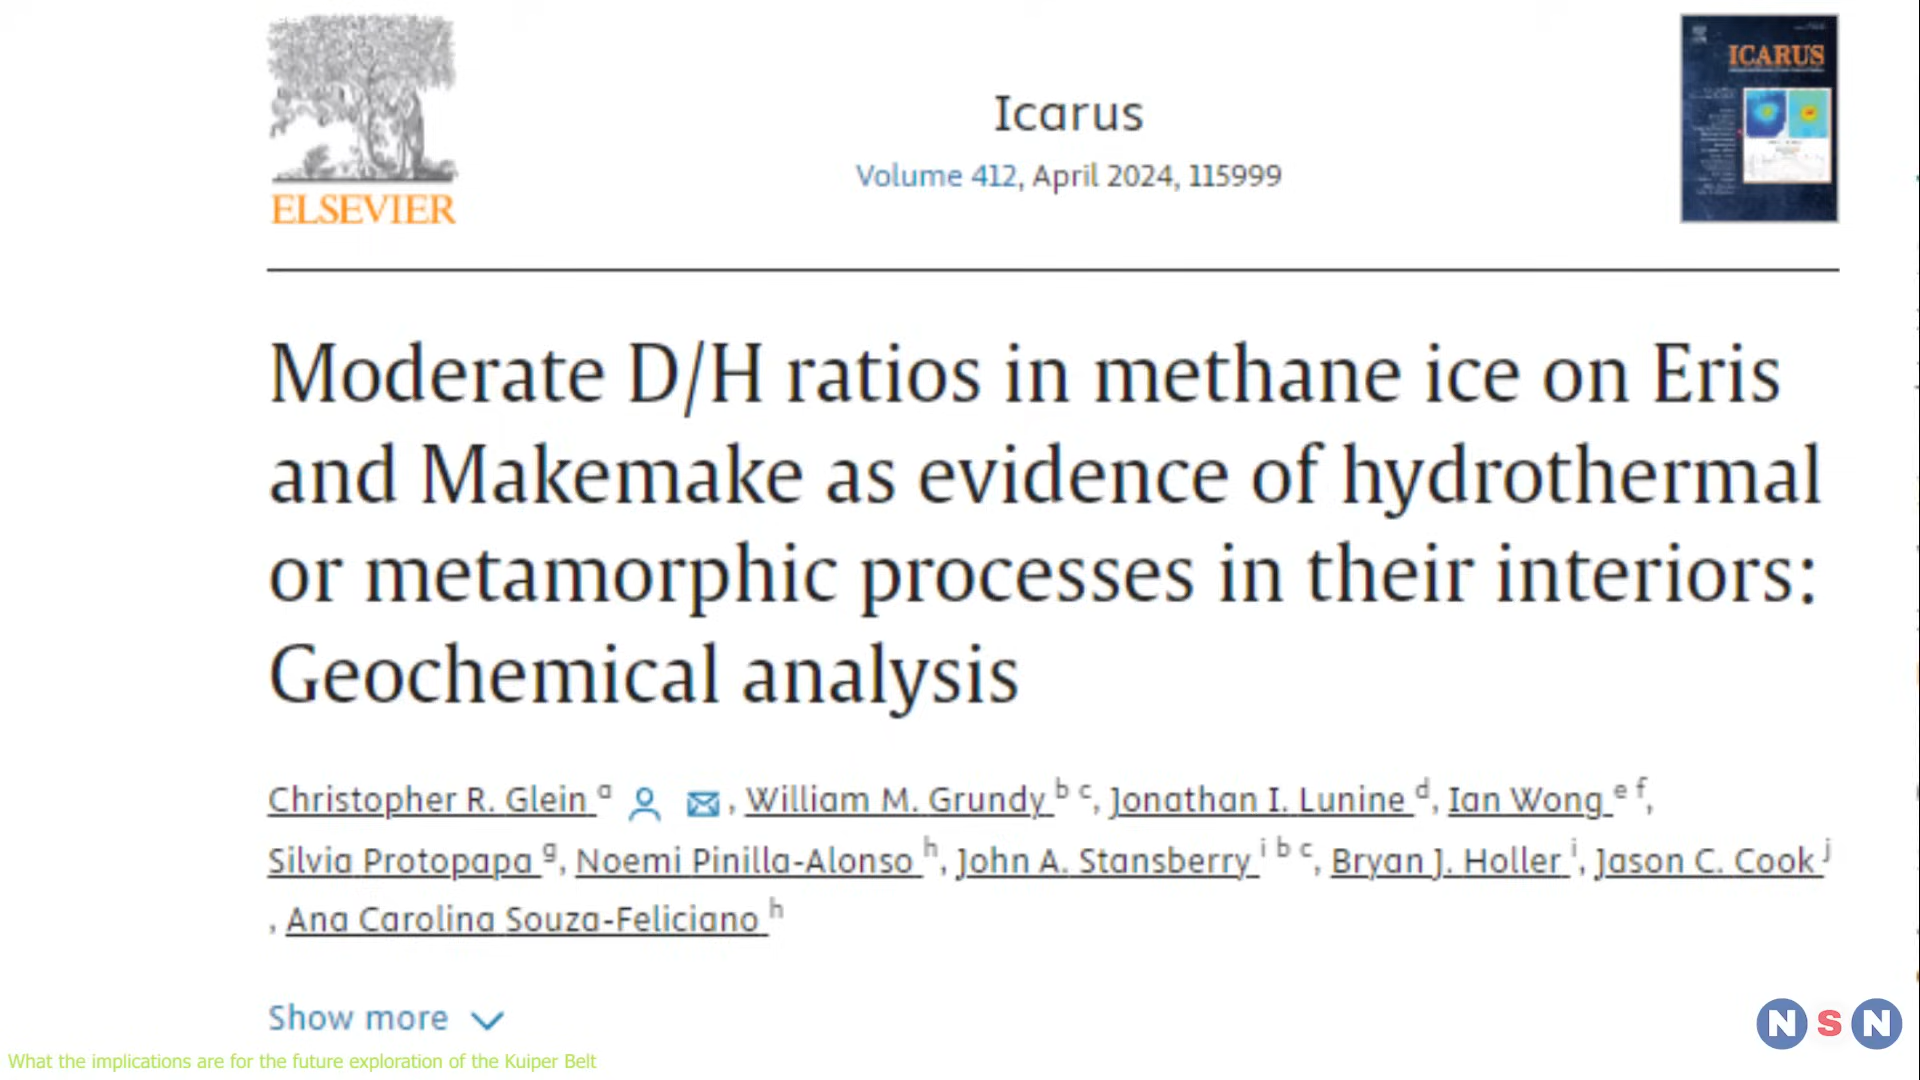 ELSEVIER
Icarus
Volume 412, April 2024, 115999
ICARUS
Moderate D/H ratios in methane ice on Eris
and Makemake as evidence of hydrothermal
or metamorphic processes in their interiors:
Geochemical analysis
Christopher R. Glein a , William M. Grundy b c, Jonathan I. Lunine d, Ian Wong e f,
Silvia Protopapa g, Noemi Pinilla-Alonso h, John A. Stansberry i b c, Bryan J. Holler i, Jason C. Cook j
, Ana Carolina Souza-Feliciano h
Show more
What the implications are for the future exploration of the Kuiper Belt
N S N